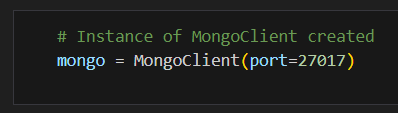 # Instance of MongoClient created
mongo = MongoClient(port=27017)